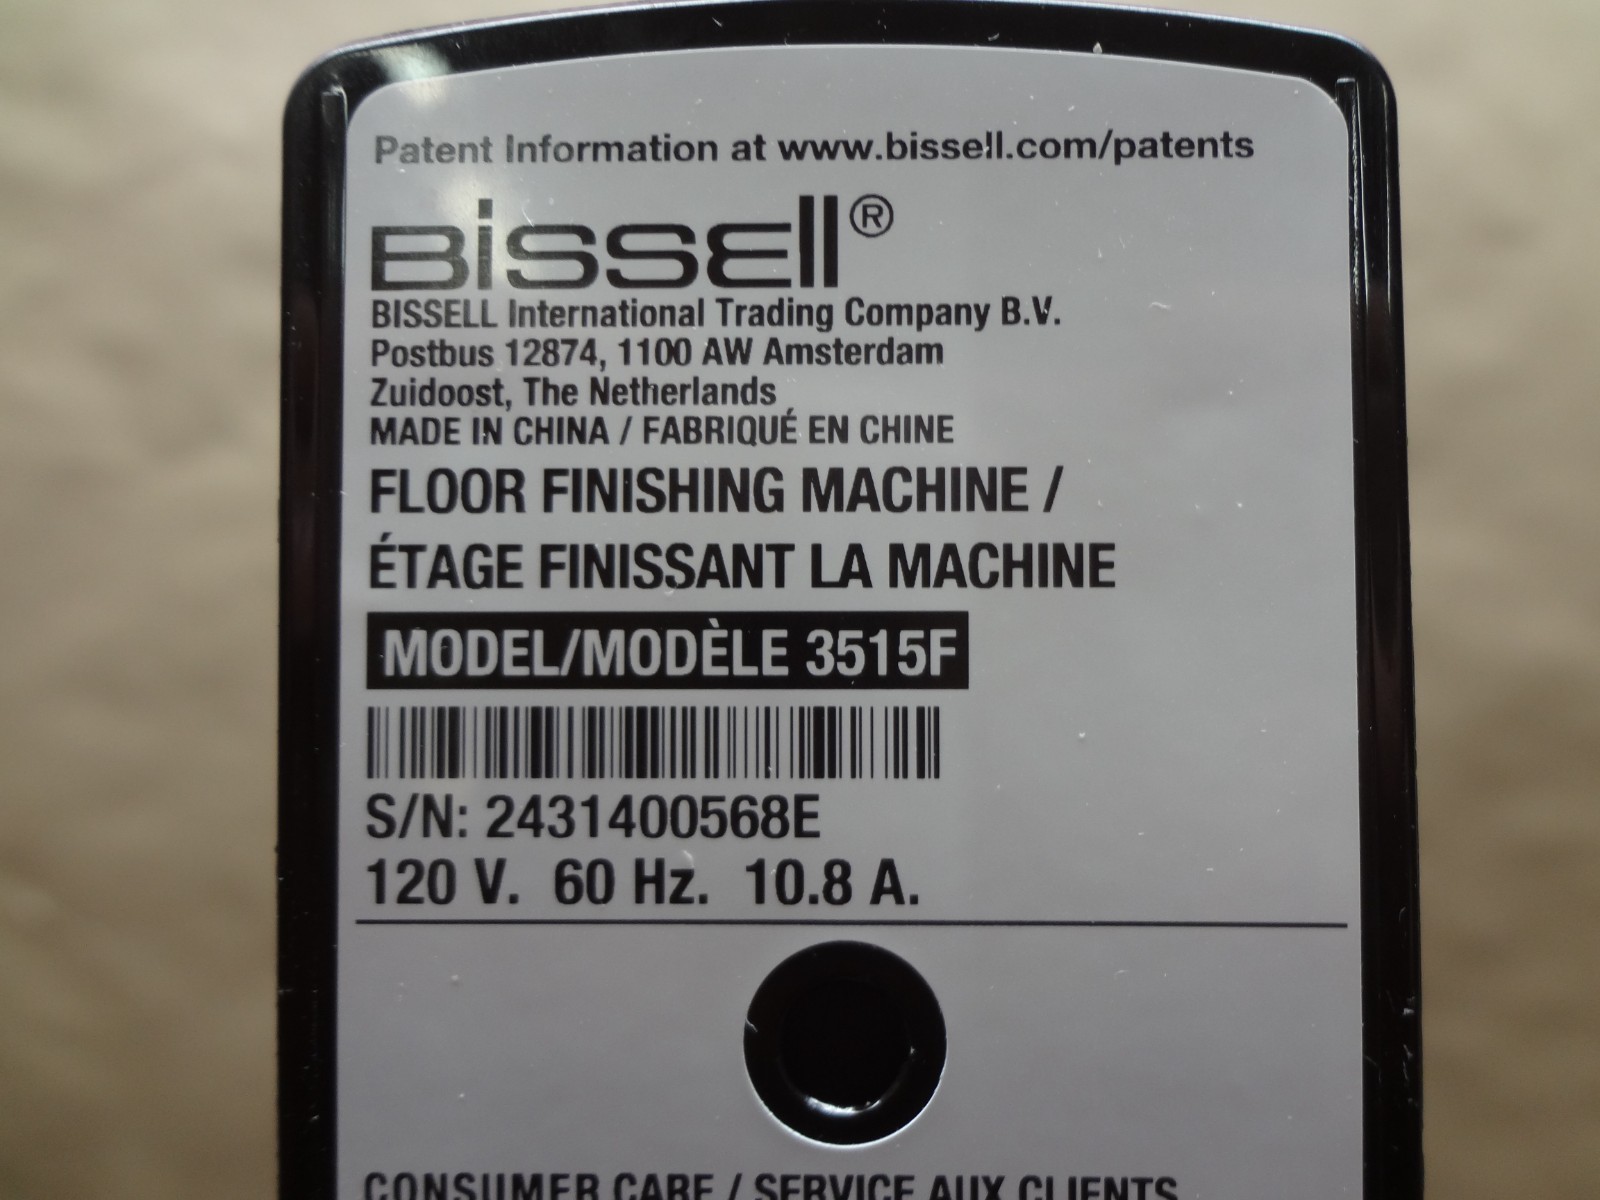 Patent Information at www.bissell.com/patents
Bissell®
BISSELL International Trading Company B.V.
Postbus 12874, 1100 AW Amsterdam
Zuidoost, The Netherlands
MADE IN CHINA / FABRIQUÉ EN CHINE
FLOOR FINISHING MACHINE /
ÉTAGE FINISSANT LA MACHINE
MODEL/MODÈLE 3515F
S/N: 2431400568E
120 V. 60 Hz. 10.8 A.
CONSUMER CARE / SERVICE AUX CLIENTS